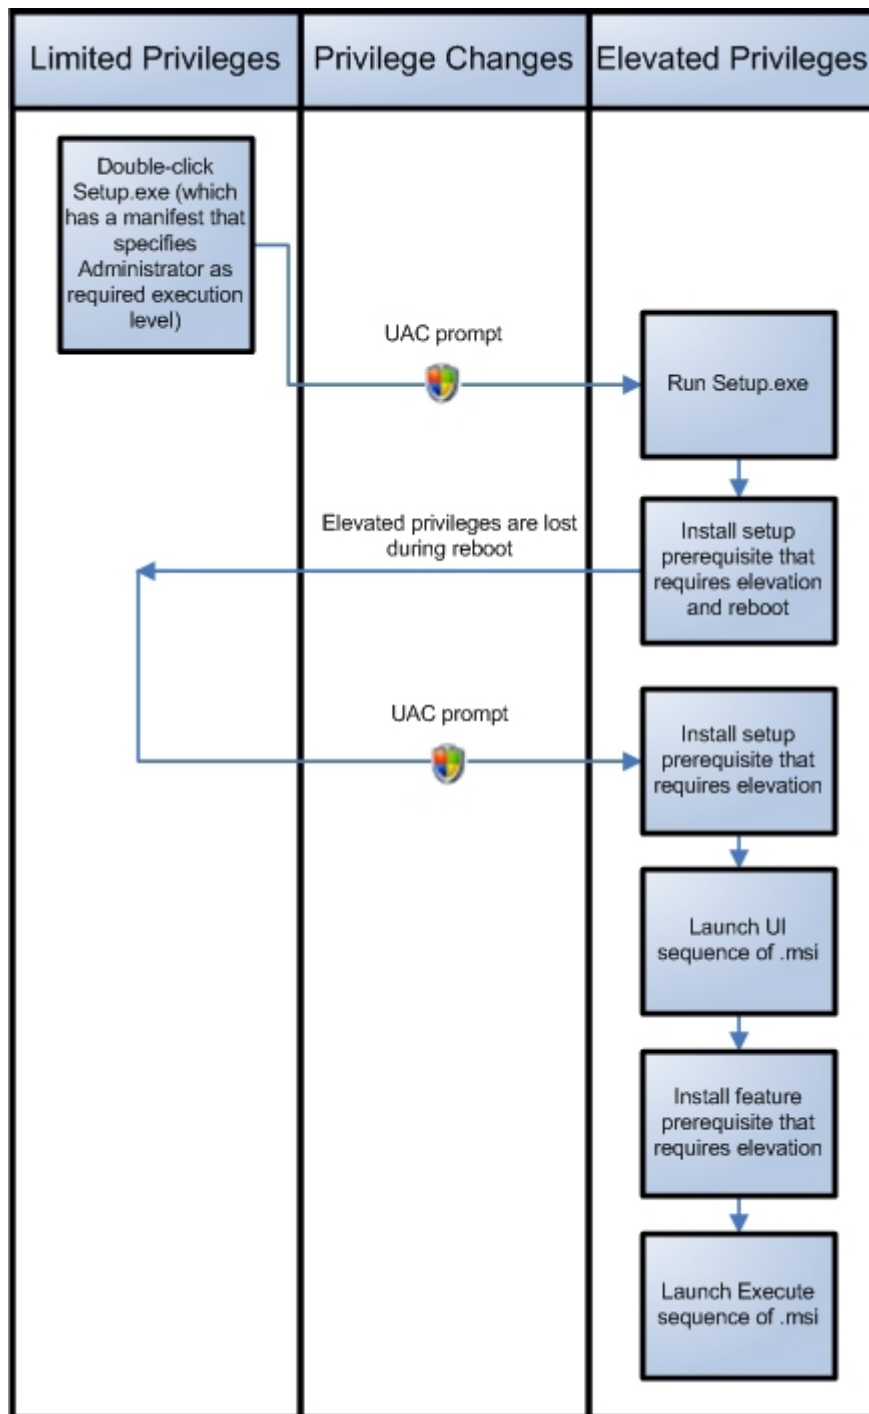 Limited Privileges
Privilege Changes
Elevated Privileges
Double-click
Setup.exe (which
has a manifest that
specifies
Administrator as
required execution
level)
UAC prompt
Run Setup.exe
Elevated privileges are lost
during reboot
Install setup
prerequisite that
requires elevation
and reboot
UAC prompt
Install setup
prerequisite that
requires elevation
Launch UI
sequence of .msi
Install feature
prerequisite that
requires elevation
Launch Execute
sequence of .msi